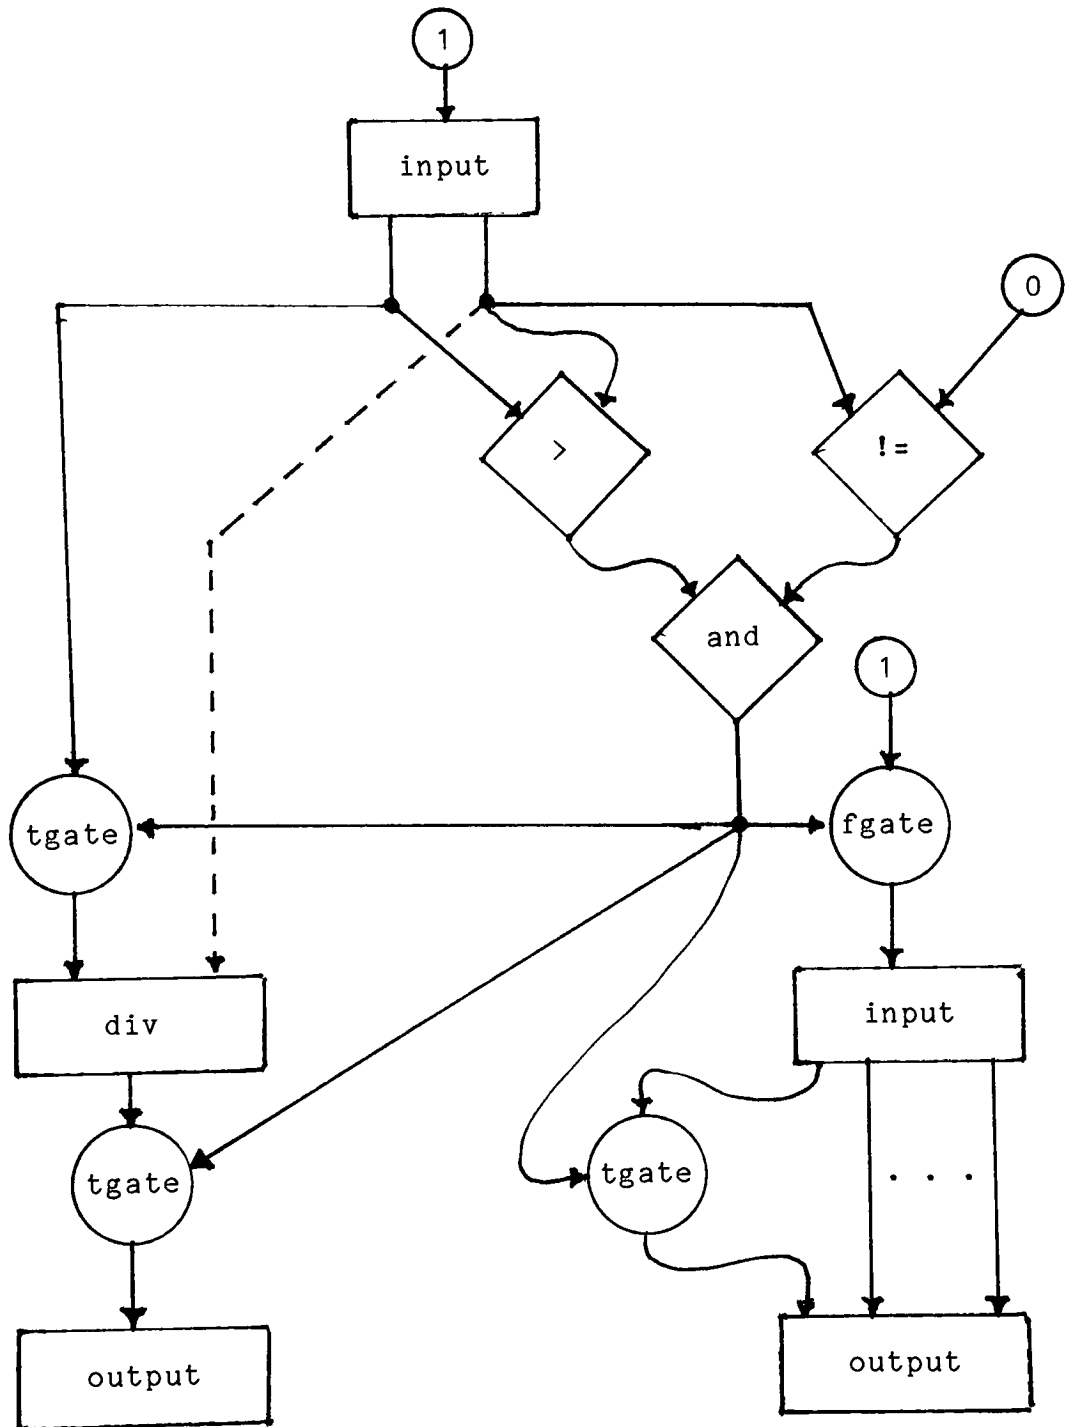 1
input
0
>
!=
and
1
tgate
fgate
div
input
tgate
tgate
. . .
output
output